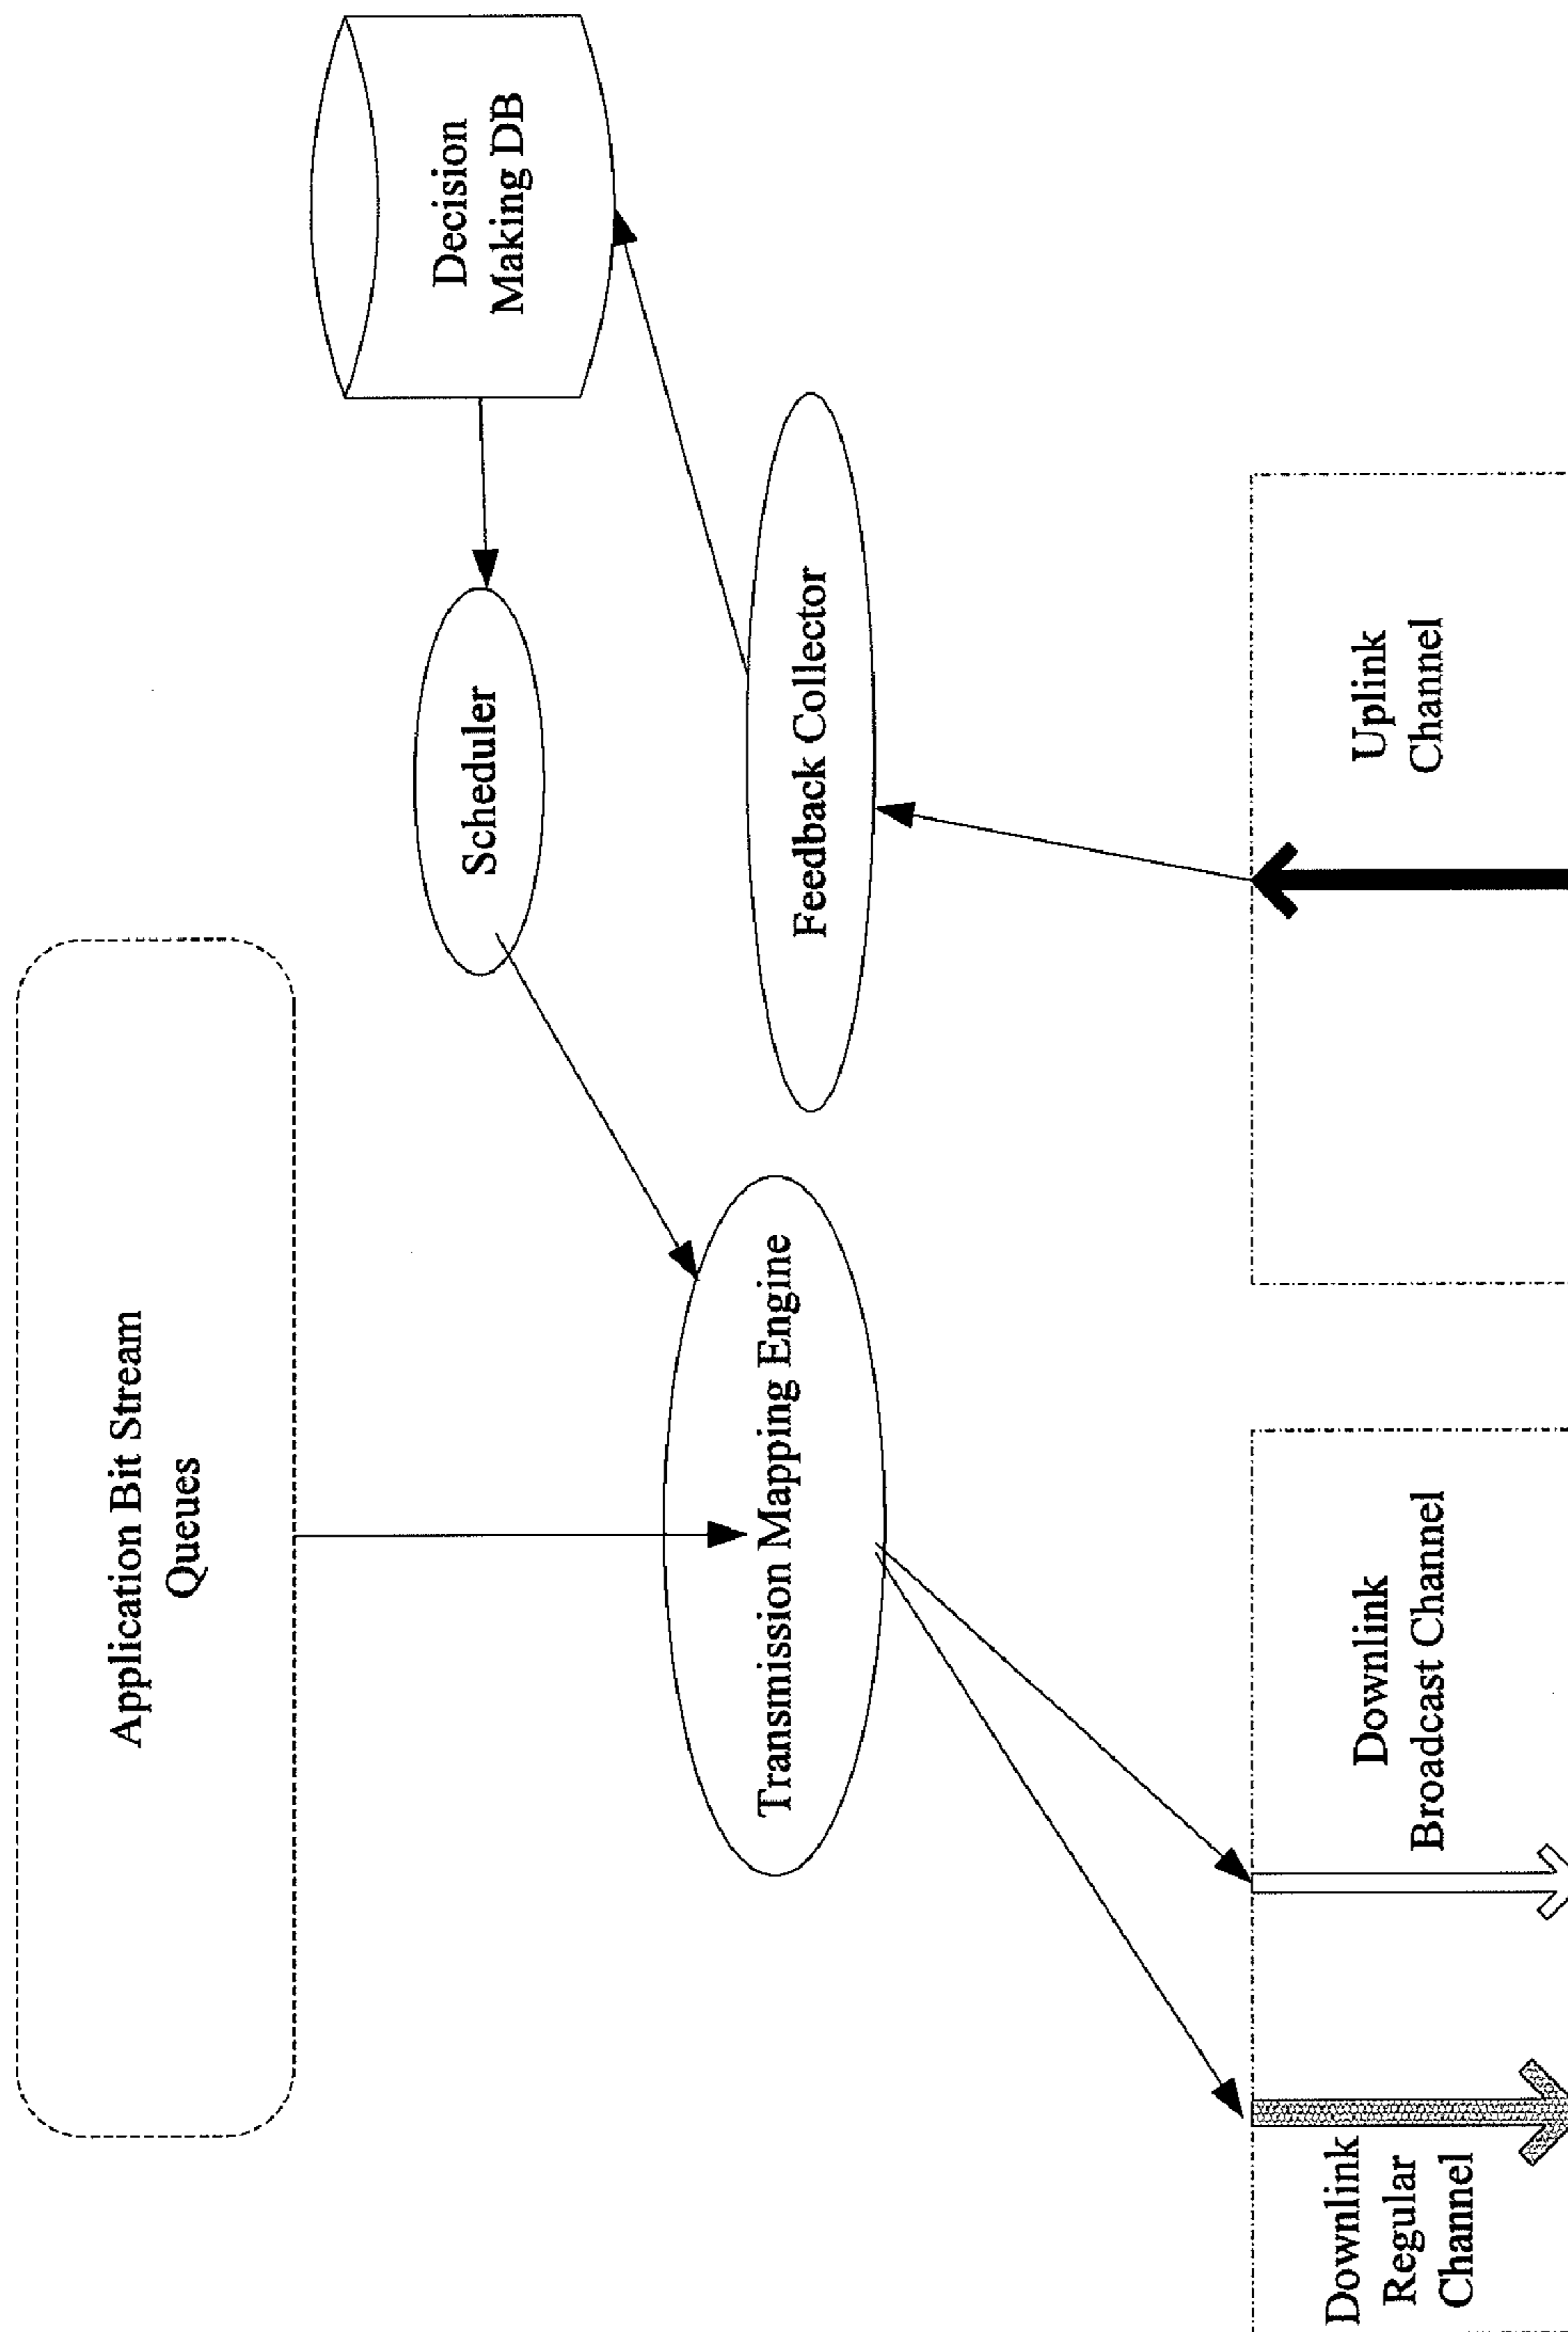 Application Bit Stream
Queues
Decision
Making DB
Scheduler
Transmission Mapping Engine
Feedback Collector
Downlink
Regular
Channel
Downlink
Broadcast Channel
Uplink
Channel